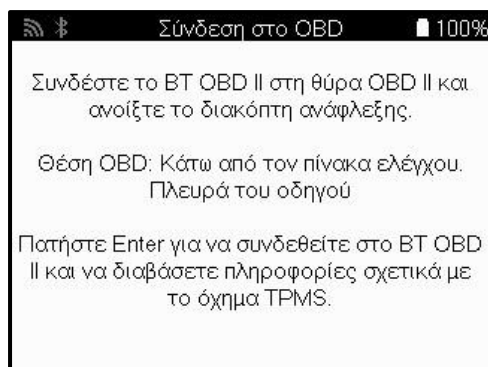 Σύνδεση στο OBD 100%
Συνδέστε το BT OBD II στη θύρα OBD II και
ανοίξτε το διακόπτη ανάφλεξης.
Θέση OBD: Κάτω από τον πίνακα ελέγχου.
Πλευρά του οδηγού
Πατήστε Enter για να συνδεθείτε στο BT OBD
II και να διαβάσετε πληροφορίες σχετικά με
το όχημα TPMS.